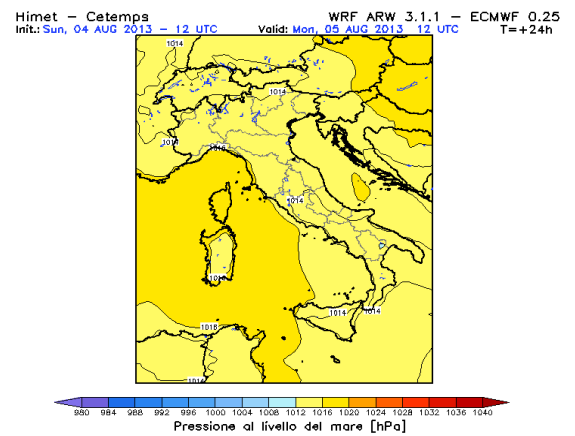 Himet – Cetemps WRF ARW 3.1.1 – ECMWF 0.25
Init.: Sun, 04 AUG 2013 – 12 UTC Valid: Mon, 05 AUG 2013 12 UTC T=+24h
1014
1014
1014
1016
1014
1014
1014 1014
1016
1014
980 984 988 992 996 1000 1004 1008 1012 1016 1020 1024 1028 1032 1036 1040
Pressione al livello del mare [hPa]